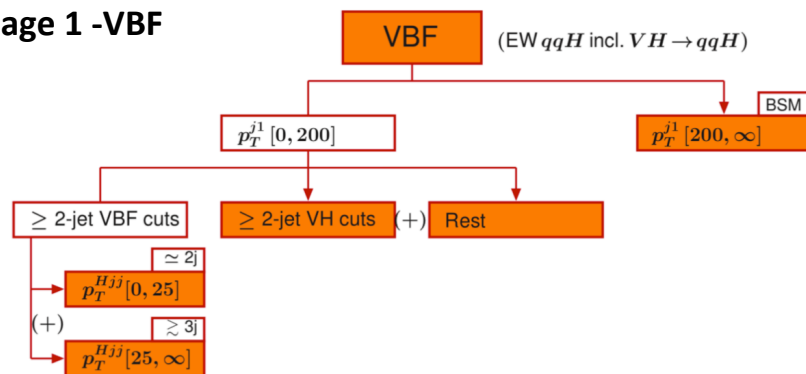 age 1 -VBF
VBF
(EW qqH incl. VH → qqH)
BSM
p_T^{j1} [0, 200]
p_T^{j1} [200, ∞]
≥ 2-jet VBF cuts
≥ 2-jet VH cuts
(+)
Rest
≃ 2j
p_T^{Hjj} [0, 25]
(+)
≳ 3j
p_T^{Hjj} [25, ∞]